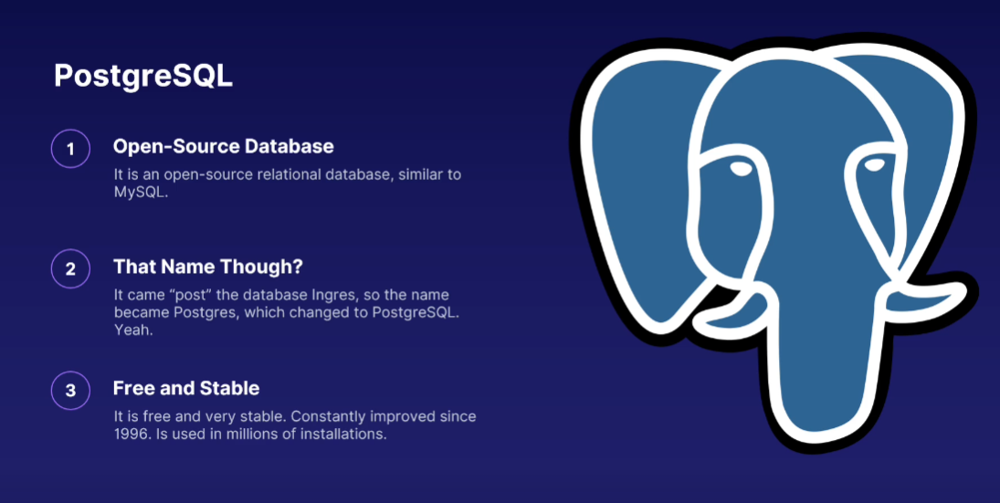 PostgreSQL
1
Open-Source Database
It is an open-source relational database, similar to
MySQL.
2
That Name Though?
It came “post” the database Ingres, so the name
became Postgres, which changed to PostgreSQL.
Yeah.
3
Free and Stable
It is free and very stable. Constantly improved since
1996. Is used in millions of installations.